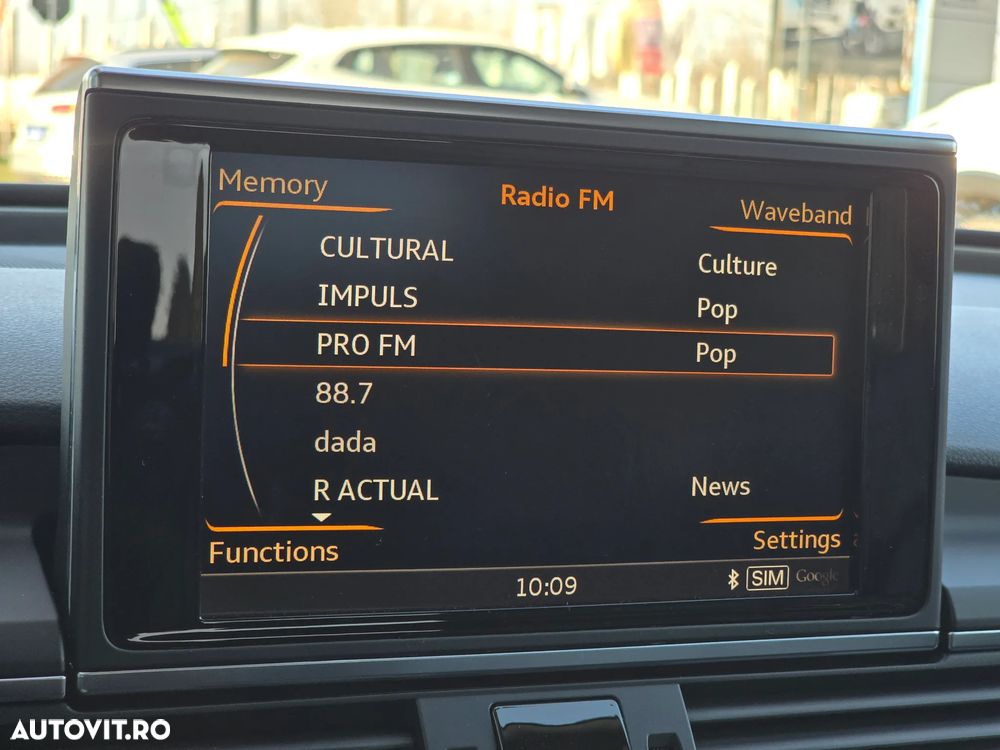 Memory
Radio FM
Waveband
CULTURAL Culture
IMPULS Pop
PRO FM Pop
88.7
dada
R ACTUAL News
Functions
Settings
10:09
SIM Google
AUTOVIT.RO